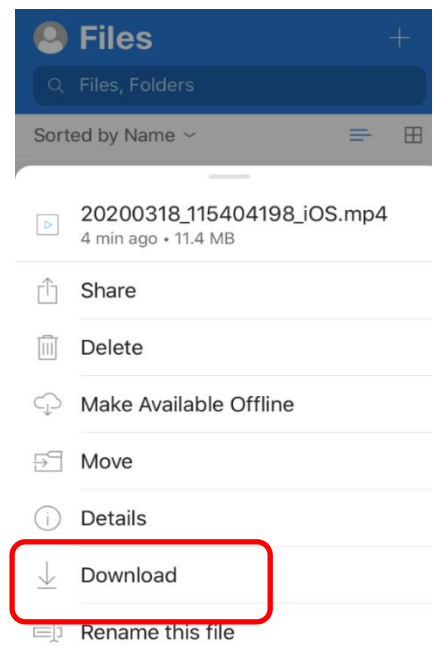 Files
Files, Folders
Sorted by Name
20200318_115404198_iOS.mp4
4 min ago • 11.4 MB
Share
Delete
Make Available Offline
Move
Details
Download
Rename this file